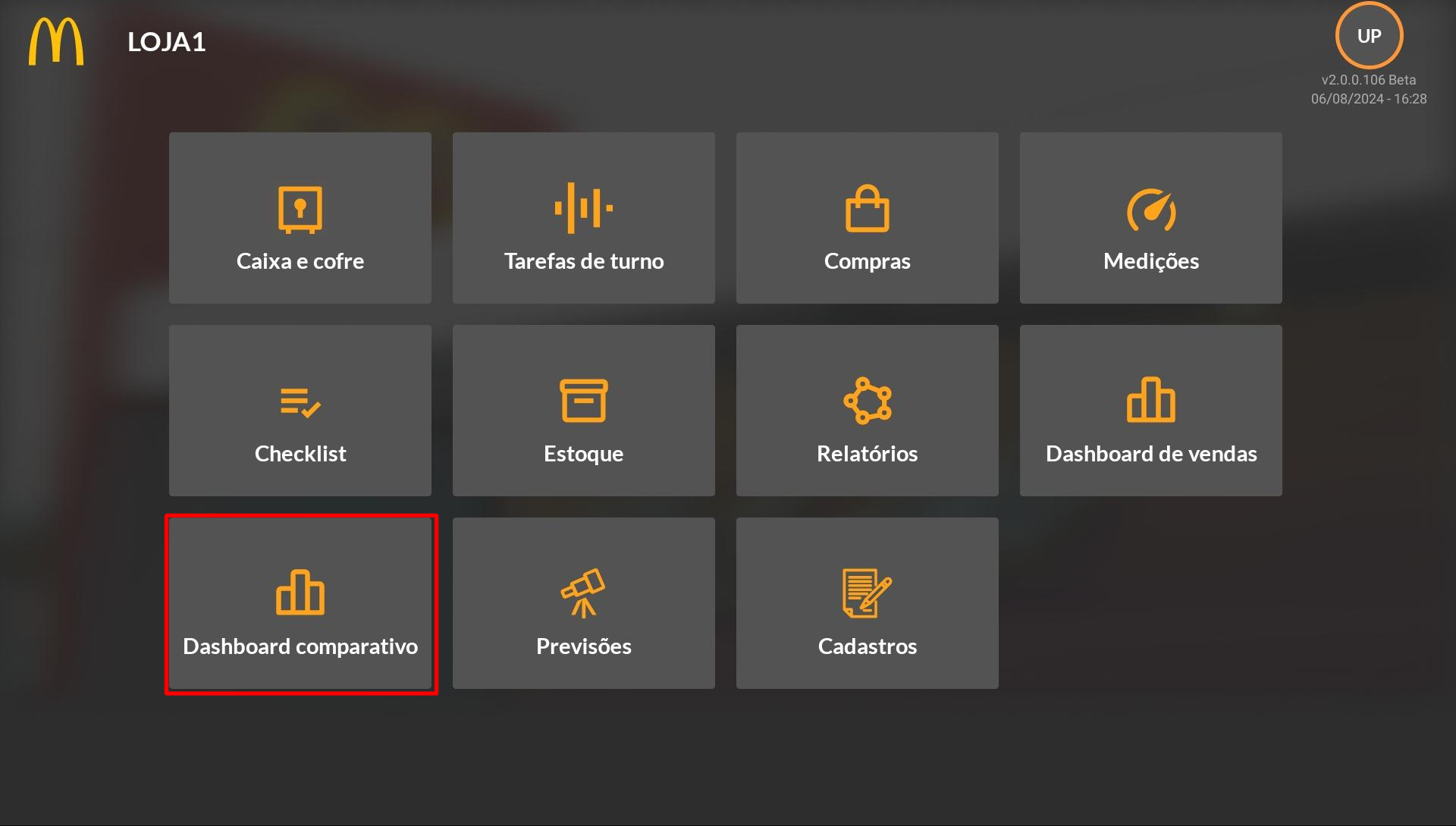 LOJA1
UP
v2.0.0.106 Beta
06/08/2024 - 16:28
Caixa e cofre
Tarefas de turno
Compras
Medições
Checklist
Estoque
Relatórios
Dashboard de vendas
Dashboard comparativo
Previsões
Cadastros